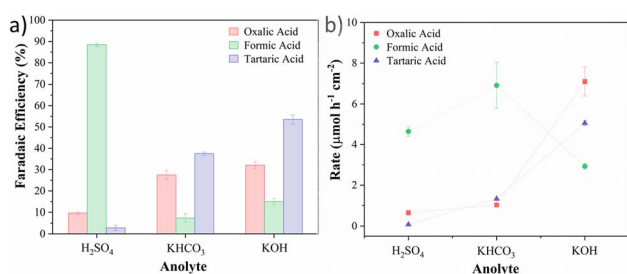 a)
Faradaic Efficiency (%)
100
90
80
70
60
50
40
30
20
10
0
Oxalic Acid
Formic Acid
Tartaric Acid
H₂SO₄
KHCO₃
KOH
Anolyte
b)
Rate (μmol h⁻¹ cm⁻²)
10
8
6
4
2
0
Oxalic Acid
Formic Acid
Tartaric Acid
H₂SO₄
KHCO₃
KOH
Anolyte